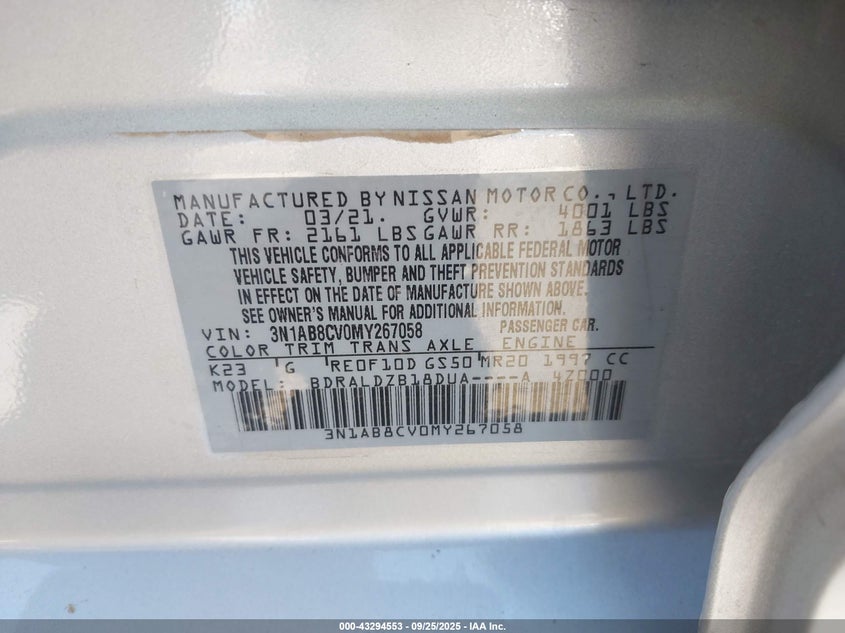 MANUFACTURED BY NISSAN MOTOR CO., LTD.
DATE: 03/21. GVWR: 4001 LBS
GAWR FR: 2161 LBS GAWR RR: 1863 LBS
THIS VEHICLE CONFORMS TO ALL APPLICABLE FEDERAL MOTOR
VEHICLE SAFETY, BUMPER AND THEFT PREVENTION STANDARDS
IN EFFECT ON THE DATE OF MANUFACTURE SHOWN ABOVE.
SEE OWNER'S MANUAL FOR ADDITIONAL INFORMATION.
VIN: 3N1AB8CV0MY267058 PASSENGER CAR.
COLOR TRIM TRANS AXLE ENGINE
K23 G RE0F10D GS50 MR20 1997 CC
MODEL: BDRALDZB18DUA----A 4Z000
3N1AB8CV0MY267058
000-43294553 - 09/25/2025 - IAA Inc.